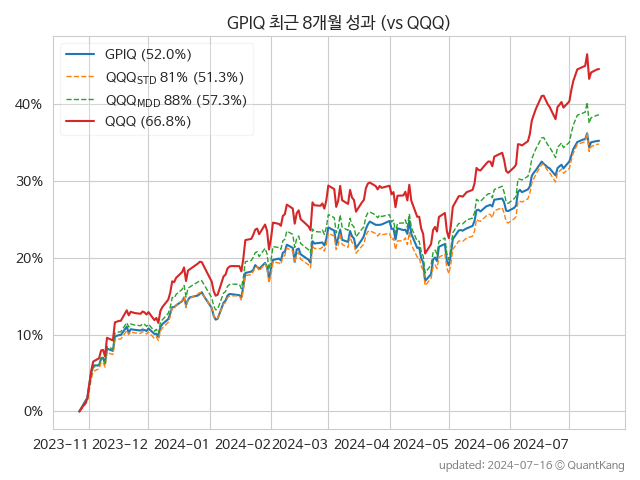 GPIQ 최근 8개월 성과 (vs QQQ)
GPIQ (52.0%)
QQQSTD 81% (51.3%)
QQQMDD 88% (57.3%)
QQQ (66.8%)
40%
30%
20%
10%
0%
2023-11 2023-12 2024-01 2024-02 2024-03 2024-04 2024-05 2024-06 2024-07
updated: 2024-07-16 © QuantKang